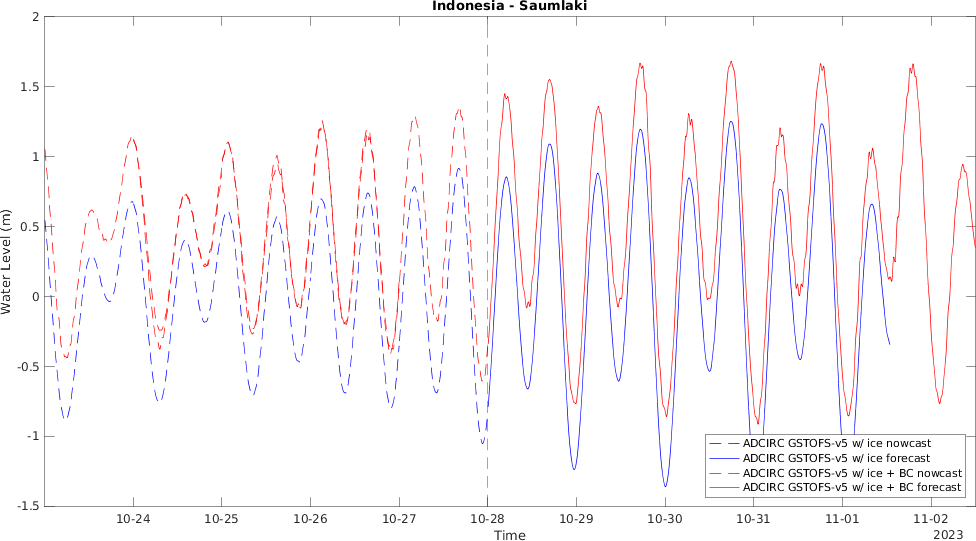 Indonesia - Saumlaki
2
1.5
1
0.5
0
-0.5
-1
-1.5
Water Level (m)
ADCIRC GSTOFS-v5 w/ ice nowcast
ADCIRC GSTOFS-v5 w/ ice forecast
ADCIRC GSTOFS-v5 w/ ice + BC nowcast
ADCIRC GSTOFS-v5 w/ ice + BC forecast
10-24 10-25 10-26 10-27 10-28 10-29 10-30 10-31 11-01 11-02
Time
2023